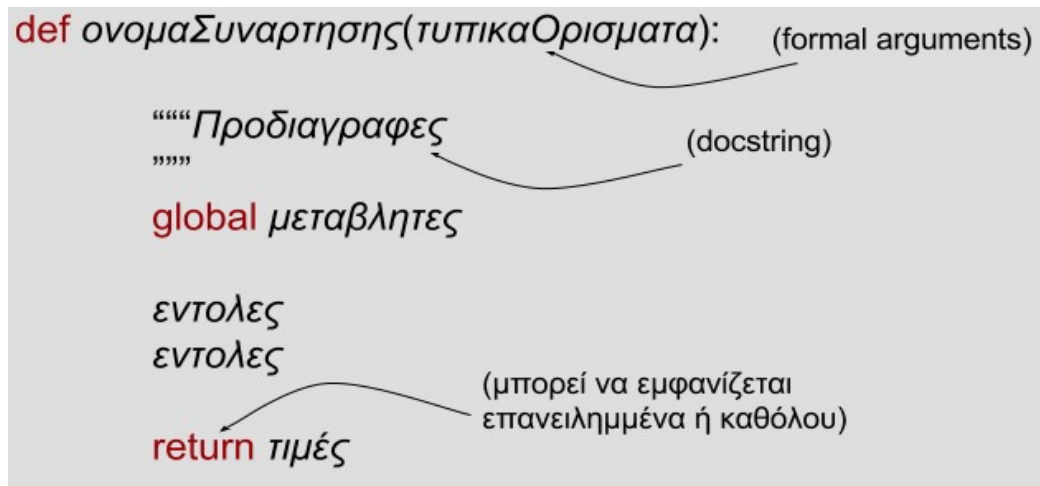 def ονομαΣυναρτησης(τυπικαΟρισματα):
(formal arguments)
“““Προδιαγραφες
(docstring)
”””
global μεταβλητες
εντολες
εντολες
(μπορεί να εμφανίζεται
επανειλημμένα ή καθόλου)
return τιμές